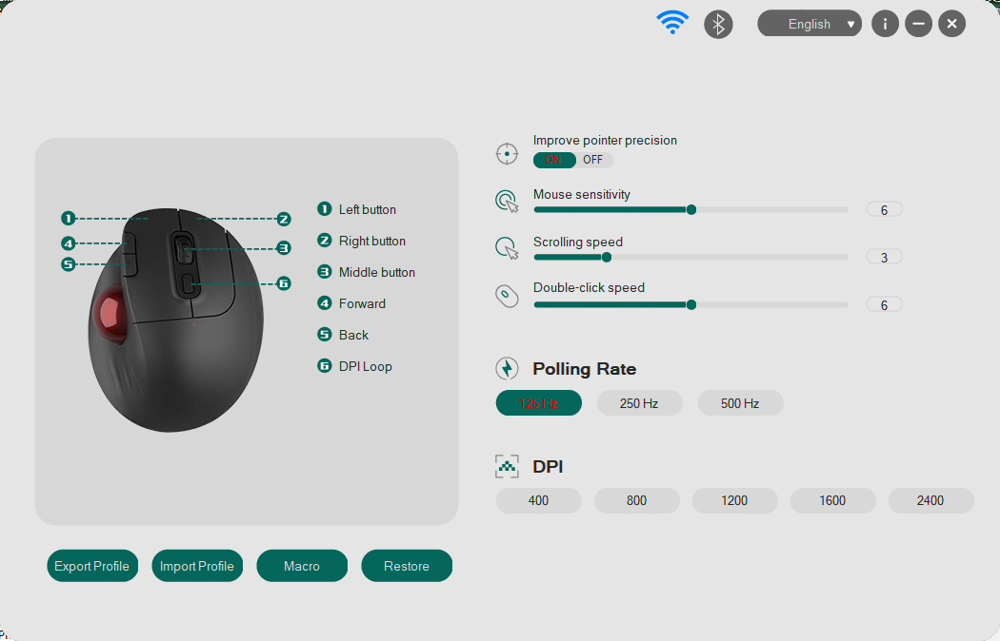 English
Improve pointer precision
ON OFF
Mouse sensitivity
6
Scrolling speed
3
Double-click speed
6
1
2
4
3
5
6
1 Left button
2 Right button
3 Middle button
4 Forward
5 Back
6 DPI Loop
Polling Rate
125 Hz 250 Hz 500 Hz
DPI
400 800 1200 1600 2400
Export Profile Import Profile Macro Restore